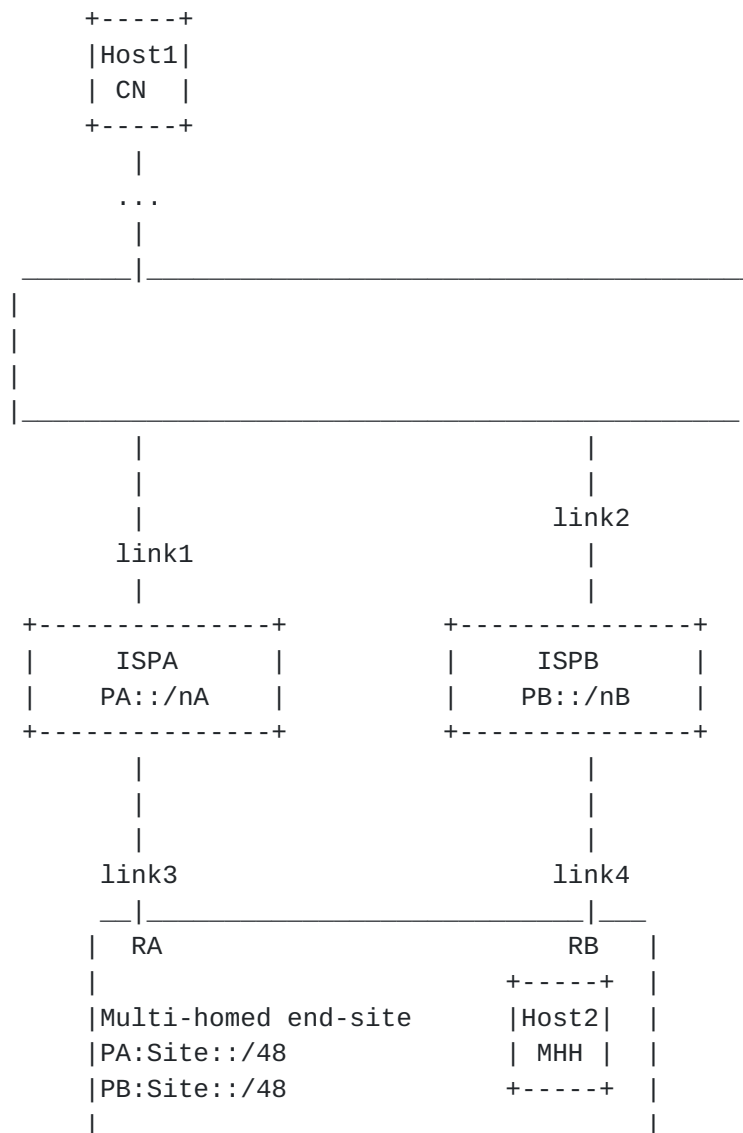 Host1
CN
...
link2
link1
ISPA ISPB
PA::/nA PB::/nB
link3 link4
RA RB
Multi-homed end-site Host2
PA:Site::/48 MHH
PB:Site::/48